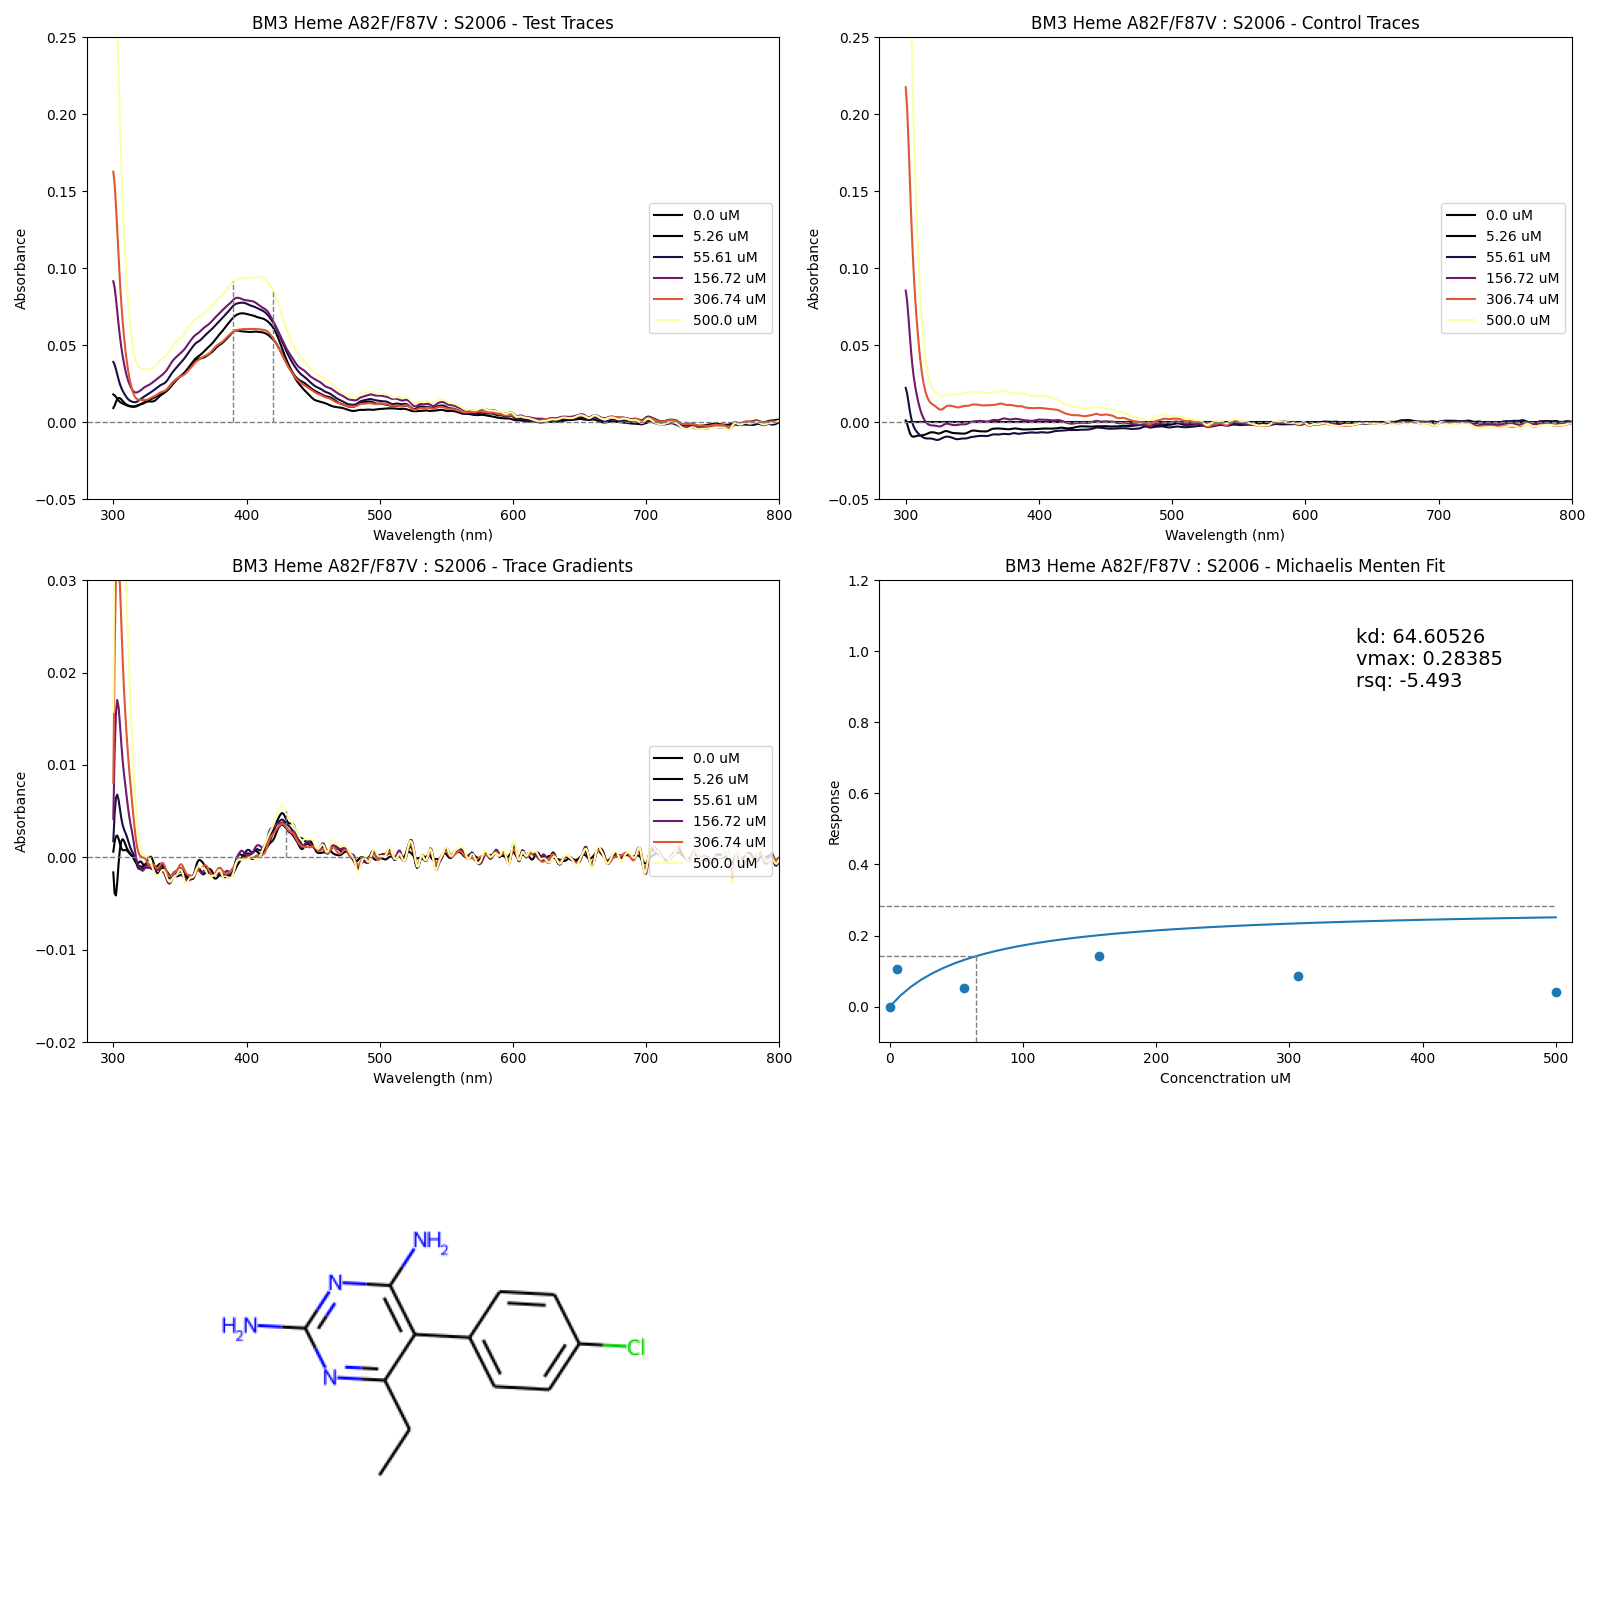 BM3 Heme A82F/F87V : S2006 - Test Traces
0.25
0.20
0.15
0.10
0.05
0.00
−0.05
Absorbance
300 400 500 600 700 800
Wavelength (nm)
0.0 uM
5.26 uM
55.61 uM
156.72 uM
306.74 uM
500.0 uM
BM3 Heme A82F/F87V : S2006 - Control Traces
0.25
0.20
0.15
0.10
0.05
0.00
−0.05
Absorbance
300 400 500 600 700 800
Wavelength (nm)
0.0 uM
5.26 uM
55.61 uM
156.72 uM
306.74 uM
500.0 uM
BM3 Heme A82F/F87V : S2006 - Trace Gradients
0.03
0.02
0.01
0.00
−0.01
−0.02
Absorbance
300 400 500 600 700 800
Wavelength (nm)
0.0 uM
5.26 uM
55.61 uM
156.72 uM
306.74 uM
500.0 uM
BM3 Heme A82F/F87V : S2006 - Michaelis Menten Fit
1.2
1.0
0.8
0.6
0.4
0.2
0.0
Response
0 100 200 300 400 500
Concenctration uM
kd: 64.60526
vmax: 0.28385
rsq: -5.493
NH2
N
H2N
N
Cl